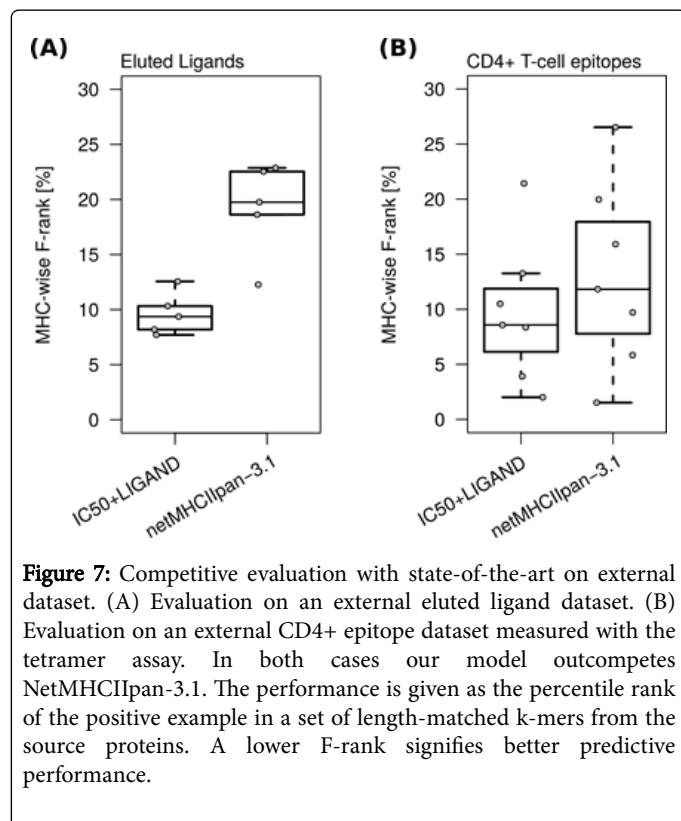 (A)
Eluted Ligands
MHC-wise F-rank [%]
30
25
20
15
10
5
0
IC50+LIGAND
netMHCIIpan-3.1
(B)
CD4+ T-cell epitopes
MHC-wise F-rank [%]
30
25
20
15
10
5
0
IC50+LIGAND
netMHCIIpan-3.1
Figure 7: Competitive evaluation with state-of-the-art on external
dataset. (A) Evaluation on an external eluted ligand dataset. (B)
Evaluation on an external CD4+ epitope dataset measured with the
tetramer assay. In both cases our model outcompetes
NetMHCIIpan-3.1. The performance is given as the percentile rank
of the positive example in a set of length-matched k-mers from the
source proteins. A lower F-rank signifies better predictive
performance.